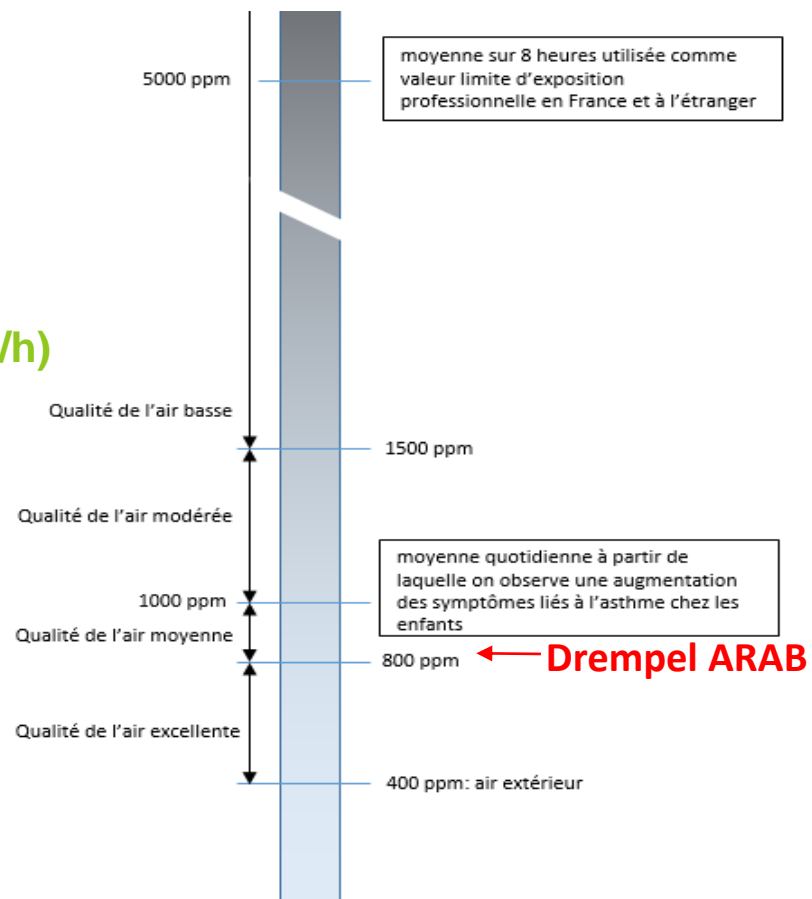 5000 ppm
moyenne sur 8 heures utilisée comme
valeur limite d'exposition
professionnelle en France et à l'étranger
/h)
Qualité de l'air basse
1500 ppm
Qualité de l'air modérée
moyenne quotidienne à partir de
laquelle on observe une augmentation
des symptômes liés à l'asthme chez les
enfants
1000 ppm
Qualité de l'air moyenne
800 ppm
Drempel ARAB
Qualité de l'air excellente
400 ppm: air extérieur